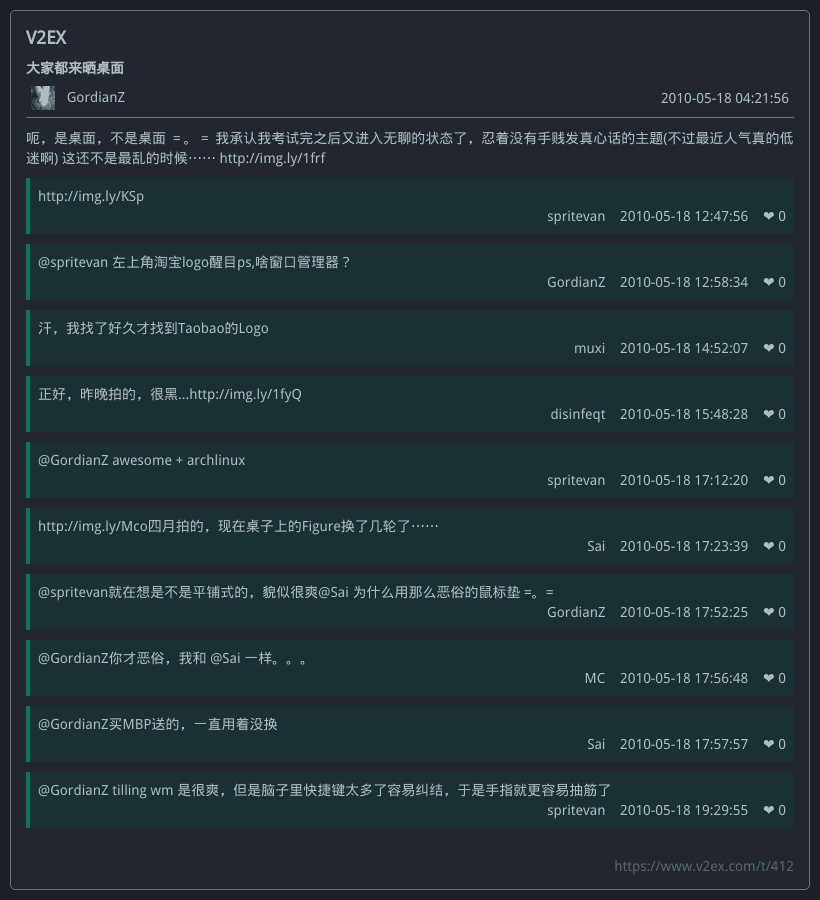 V2EX
大家都来晒桌面
GordianZ
2010-05-18 04:21:56
呃，是桌面，不是桌面 =。 = 我承认我考试完之后又进入无聊的状态了，忍着没有手贱发真心话的主题(不过最近人气真的低
迷啊) 这还不是最乱的时候…… http://img.ly/1frf
http://img.ly/KSp
spritevan 2010-05-18 12:47:56 ❤ 0
@spritevan 左上角淘宝logo醒目ps,啥窗口管理器？
GordianZ 2010-05-18 12:58:34 ❤ 0
汗，我找了好久才找到Taobao的Logo
muxi 2010-05-18 14:52:07 ❤ 0
正好，昨晚拍的，很黑...http://img.ly/1fyQ
disinfeqt 2010-05-18 15:48:28 ❤ 0
@GordianZ awesome + archlinux
spritevan 2010-05-18 17:12:20 ❤ 0
http://img.ly/Mco四月拍的，现在桌子上的Figure换了几轮了……
Sai 2010-05-18 17:23:39 ❤ 0
@spritevan就在想是不是平铺式的，貌似很爽@Sai 为什么用那么恶俗的鼠标垫 =。=
GordianZ 2010-05-18 17:52:25 ❤ 0
@GordianZ你才恶俗，我和 @Sai 一样。。。
MC 2010-05-18 17:56:48 ❤ 0
@GordianZ买MBP送的，一直用着没换
Sai 2010-05-18 17:57:57 ❤ 0
@GordianZ tilling wm 是很爽，但是脑子里快捷键太多了容易纠结，于是手指就更容易抽筋了
spritevan 2010-05-18 19:29:55 ❤ 0
https://www.v2ex.com/t/412